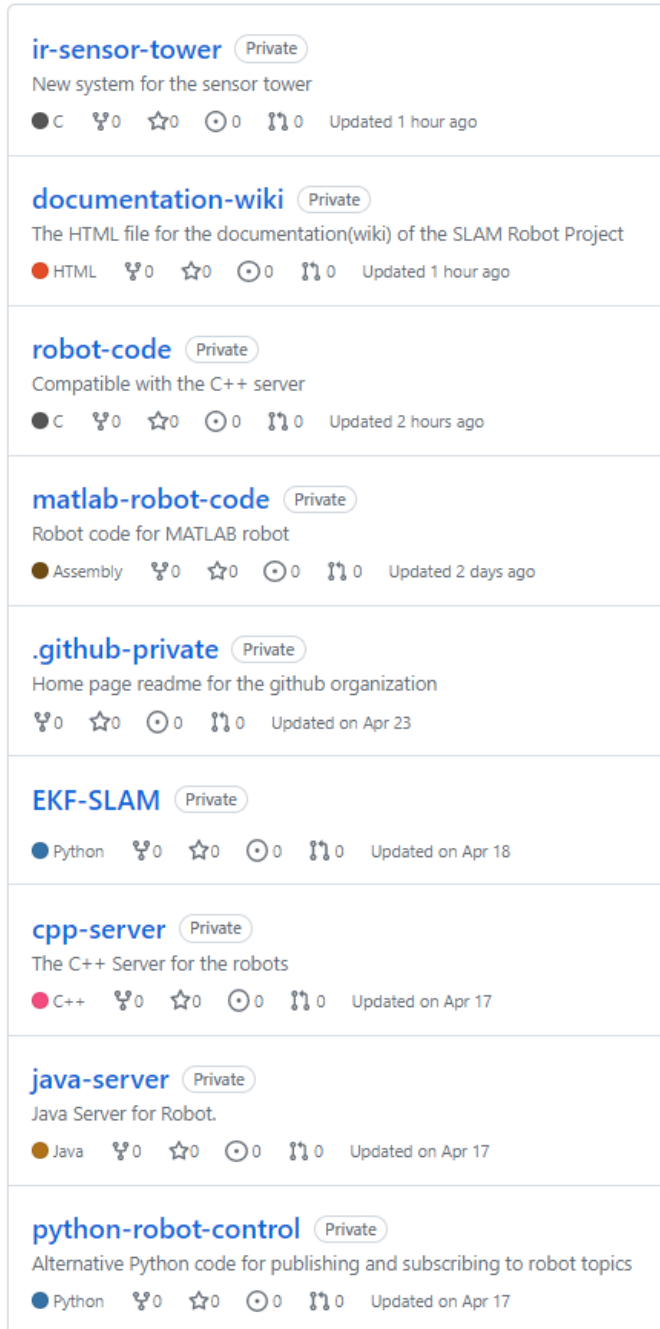 ir-sensor-tower Private
New system for the sensor tower
C 0 0 0 0 Updated 1 hour ago
documentation-wiki Private
The HTML file for the documentation(wiki) of the SLAM Robot Project
HTML 0 0 0 0 Updated 1 hour ago
robot-code Private
Compatible with the C++ server
C 0 0 0 0 Updated 2 hours ago
matlab-robot-code Private
Robot code for MATLAB robot
Assembly 0 0 0 0 Updated 2 days ago
.github-private Private
Home page readme for the github organization
0 0 0 0 Updated on Apr 23
EKF-SLAM Private
Python 0 0 0 0 Updated on Apr 18
cpp-server Private
The C++ Server for the robots
C++ 0 0 0 0 Updated on Apr 17
java-server Private
Java Server for Robot.
Java 0 0 0 0 Updated on Apr 17
python-robot-control Private
Alternative Python code for publishing and subscribing to robot topics
Python 0 0 0 0 Updated on Apr 17